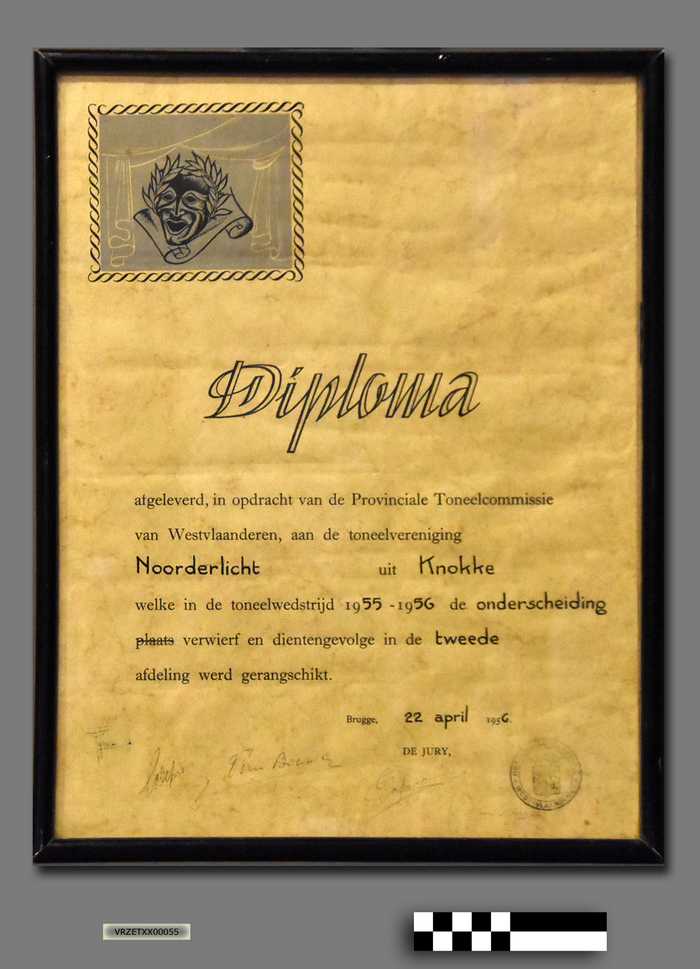 Diploma
afgeleverd, in opdracht van de Provinciale Toneelcommissie
van Westvlaanderen, aan de toneelvereniging
Noorderlicht uit Knokke
welke in de toneelwedstrijd 1955 - 1956 de onderscheiding
plaats verwierf en dientengevolge in de tweede
afdeling werd gerangschikt.
Brugge, 22 april 1956.
DE JURY,
VRZETXX00055